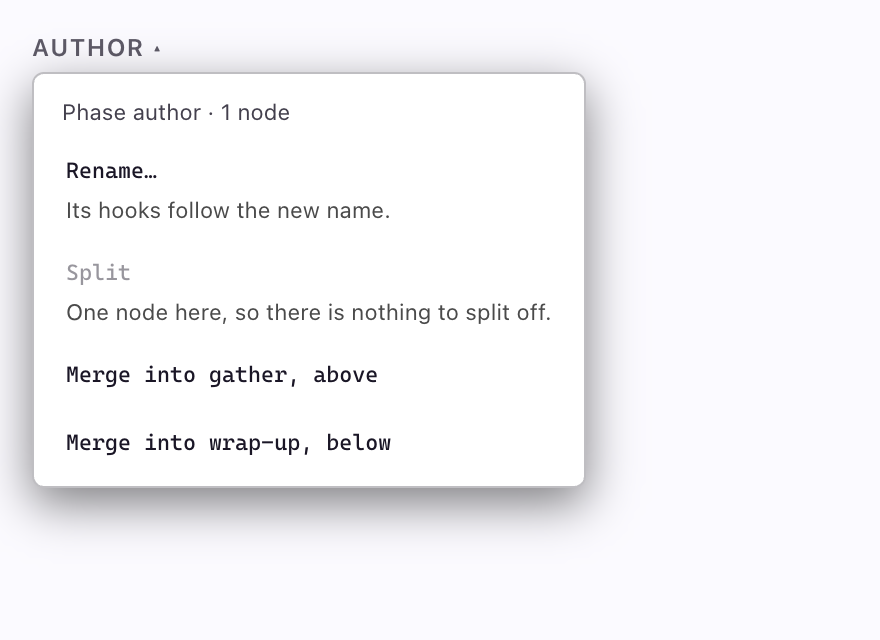 AUTHOR ▴
Phase author · 1 node
Rename…
Its hooks follow the new name.
Split
One node here, so there is nothing to split off.
Merge into gather, above
Merge into wrap-up, below